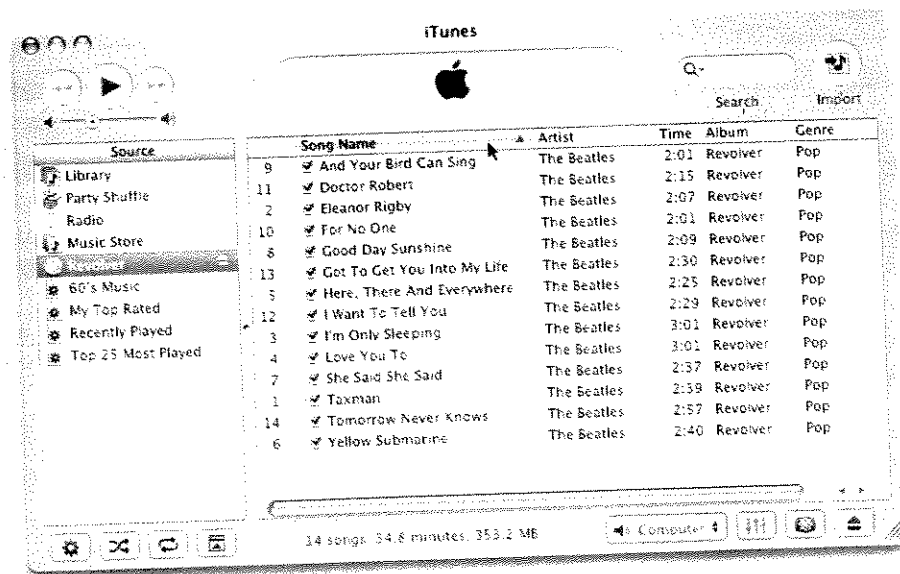 iTunes
Search Import
Source
Library
Party Shuffle
Radio
Music Store
60's Music
My Top Rated
Recently Played
Top 25 Most Played
Song Name Artist Time Album Genre
9 And Your Bird Can Sing The Beatles 2:01 Revolver Pop
11 Doctor Robert The Beatles 2:15 Revolver Pop
2 Eleanor Rigby The Beatles 2:07 Revolver Pop
10 For No One The Beatles 2:01 Revolver Pop
8 Good Day Sunshine The Beatles 2:09 Revolver Pop
13 Got To Get You Into My Life The Beatles 2:30 Revolver Pop
5 Here, There And Everywhere The Beatles 2:25 Revolver Pop
12 I Want To Tell You The Beatles 2:29 Revolver Pop
3 I'm Only Sleeping The Beatles 3:01 Revolver Pop
4 Love You To The Beatles 3:01 Revolver Pop
7 She Said She Said The Beatles 2:37 Revolver Pop
1 Taxman The Beatles 2:39 Revolver Pop
14 Tomorrow Never Knows The Beatles 2:57 Revolver Pop
6 Yellow Submarine The Beatles 2:40 Revolver Pop
14 songs, 34.8 minutes, 353.2 MB
Computer